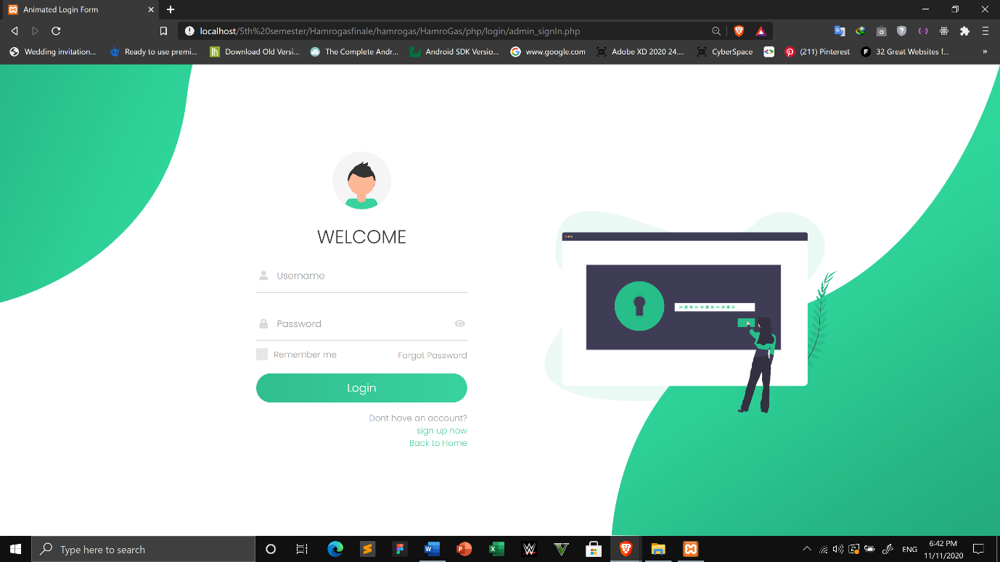 Animated Login Form
localhost/5th%20semester/Hamrogasfinale/hamrogas/HamroGas/php/login/admin_signIn.php
Wedding invitation... Ready to use premi... Download Old Versi... The Complete Andr... Android SDK Versio... www.google.com Adobe XD 2020 24.... CyberSpace (211) Pinterest 32 Great Websites f... »
WELCOME
Username
Password
Remember me Forgot Password
Login
Dont have an account?
sign up now
Back to Home
Type here to search
ENG
6:42 PM
11/11/2020